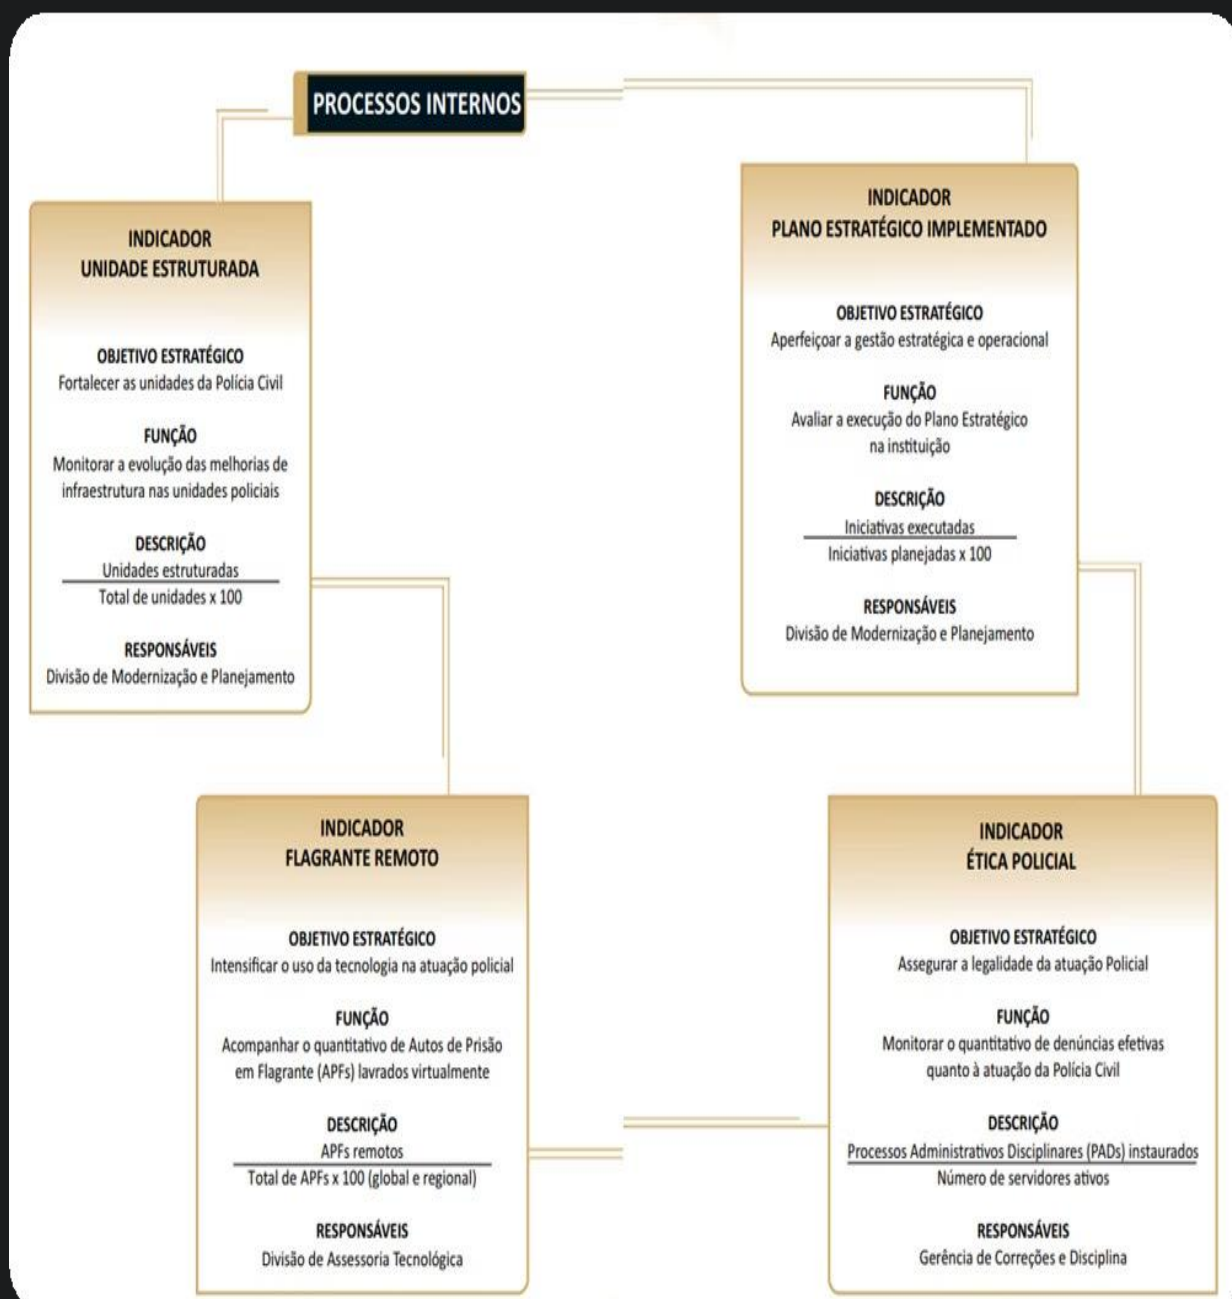 PROCESSOS INTERNOS
INDICADOR
UNIDADE ESTRUTURADA
OBJETIVO ESTRATÉGICO
Fortalecer as unidades da Polícia Civil
FUNÇÃO
Monitorar a evolução das melhorias de
infraestrutura nas unidades policiais
DESCRIÇÃO
Unidades estruturadas
Total de unidades x 100
RESPONSÁVEIS
Divisão de Modernização e Planejamento
INDICADOR
PLANO ESTRATÉGICO IMPLEMENTADO
OBJETIVO ESTRATÉGICO
Aperfeiçoar a gestão estratégica e operacional
FUNÇÃO
Avaliar a execução do Plano Estratégico
na instituição
DESCRIÇÃO
Iniciativas executadas
Iniciativas planejadas x 100
RESPONSÁVEIS
Divisão de Modernização e Planejamento
INDICADOR
FLAGRANTE REMOTO
OBJETIVO ESTRATÉGICO
Intensificar o uso da tecnologia na atuação policial
FUNÇÃO
Acompanhar o quantitativo de Autos de Prisão
em Flagrante (APFs) lavrados virtualmente
DESCRIÇÃO
APFs remotos
Total de APFs x 100 (global e regional)
RESPONSÁVEIS
Divisão de Assessoria Tecnológica
INDICADOR
ÉTICA POLICIAL
OBJETIVO ESTRATÉGICO
Assegurar a legalidade da atuação Policial
FUNÇÃO
Monitorar o quantitativo de denúncias efetivas
quanto à atuação da Polícia Civil
DESCRIÇÃO
Processos Administrativos Disciplinares (PADs) instaurados
Número de servidores ativos
RESPONSÁVEIS
Gerência de Correções e Disciplina